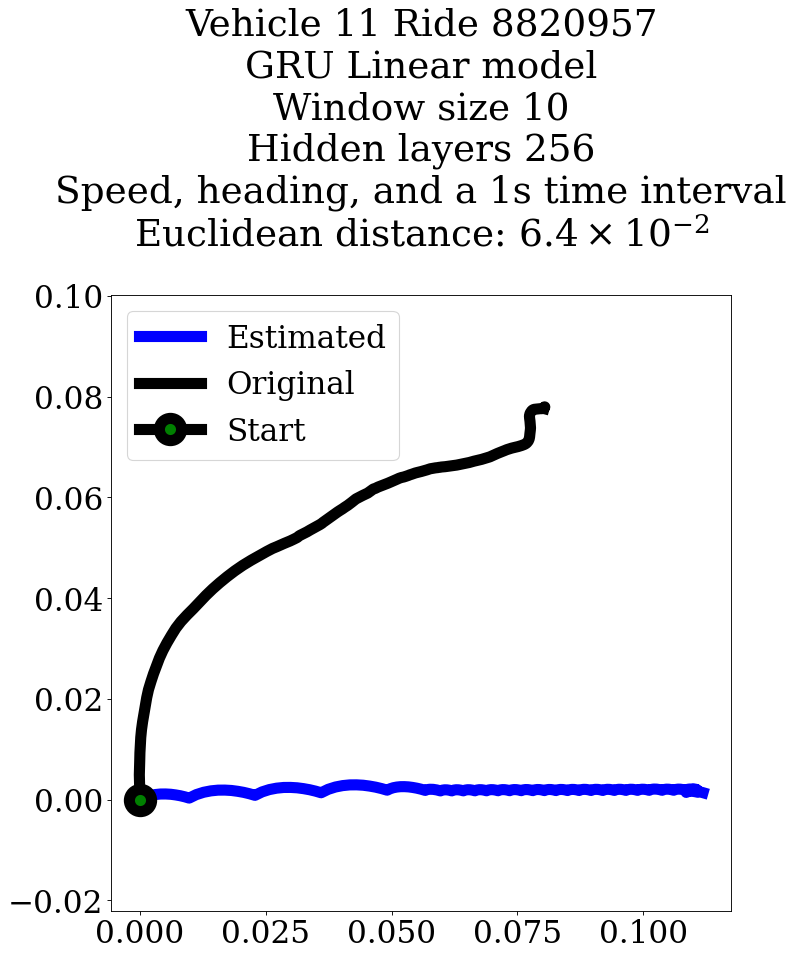 Vehicle 11 Ride 8820957
GRU Linear model
Window size 10
Hidden layers 256
Speed, heading, and a 1s time interval
Euclidean distance: 6.4 × 10⁻²
Estimated
Original
Start
0.10
0.08
0.06
0.04
0.02
0.00
−0.02
0.000 0.025 0.050 0.075 0.100